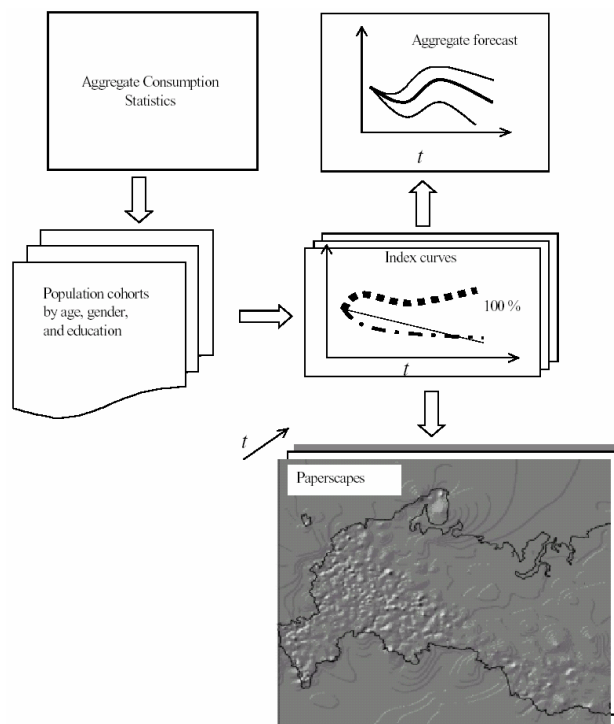 Aggregate Consumption
Statistics
Aggregate forecast
t
Population cohorts
by age, gender,
and education
Index curves
100 %
t
t
Paperscapes